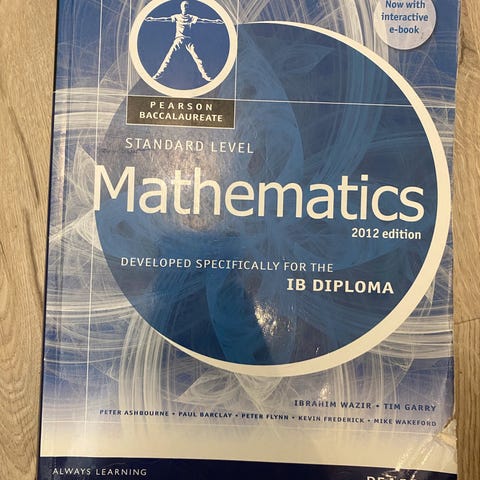 Now with
interactive
e-book
PEARSON
BACCALAUREATE
STANDARD LEVEL
Mathematics
2012 edition
DEVELOPED SPECIFICALLY FOR THE
IB DIPLOMA
IBRAHIM WAZIR • TIM GARRY
PETER ASHBOURNE • PAUL BARCLAY • PETER FLYNN • KEVIN FREDERICK • MIKE WAKEFORD
ALWAYS LEARNING